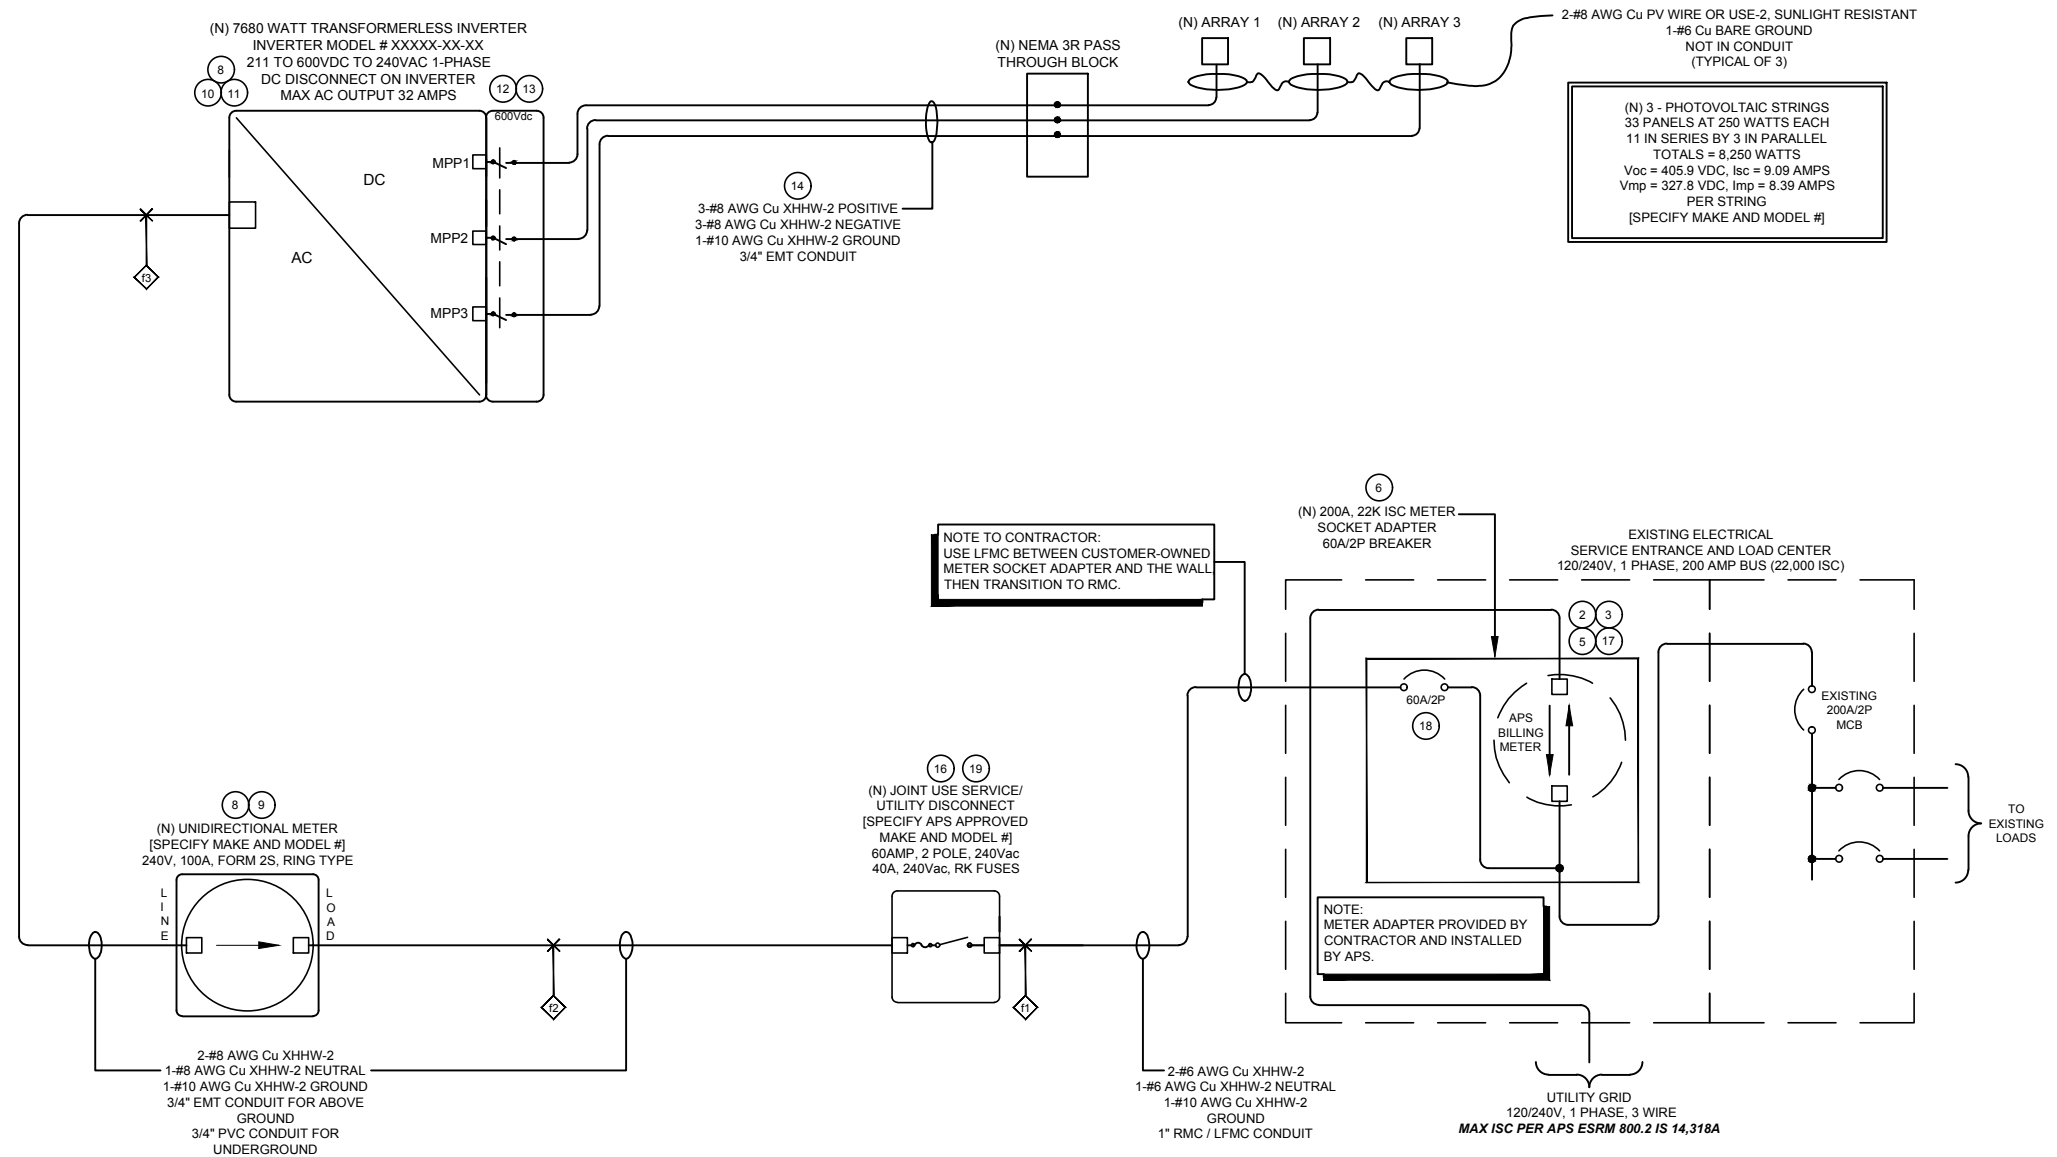 (N) 7680 WATT TRANSFORMERLESS INVERTER
INVERTER MODEL # XXXXX-XX-XX
211 TO 600VDC TO 240VAC 1-PHASE
DC DISCONNECT ON INVERTER
MAX AC OUTPUT 32 AMPS
8
10
11
12
13
600Vdc
MPP1
MPP2
MPP3
DC
AC
f3
14
3-#8 AWG Cu XHHW-2 POSITIVE
3-#8 AWG Cu XHHW-2 NEGATIVE
1-#10 AWG Cu XHHW-2 GROUND
3/4" EMT CONDUIT
(N) NEMA 3R PASS
THROUGH BLOCK
(N) ARRAY 1
(N) ARRAY 2
(N) ARRAY 3
2-#8 AWG Cu PV WIRE OR USE-2, SUNLIGHT RESISTANT
1-#6 Cu BARE GROUND
NOT IN CONDUIT
(TYPICAL OF 3)
(N) 3 - PHOTOVOLTAIC STRINGS
33 PANELS AT 250 WATTS EACH
11 IN SERIES BY 3 IN PARALLEL
TOTALS = 8,250 WATTS
Voc = 405.9 VDC, Isc = 9.09 AMPS
Vmp = 327.8 VDC, Imp = 8.39 AMPS
PER STRING
[SPECIFY MAKE AND MODEL #]
6
(N) 200A, 22K ISC METER
SOCKET ADAPTER
60A/2P BREAKER
NOTE TO CONTRACTOR:
USE LFMC BETWEEN CUSTOMER-OWNED
METER SOCKET ADAPTER AND THE WALL,
THEN TRANSITION TO RMC.
EXISTING ELECTRICAL
SERVICE ENTRANCE AND LOAD CENTER
120/240V, 1 PHASE, 200 AMP BUS (22,000 ISC)
2
3
5
17
60A/2P
18
APS
BILLING
METER
EXISTING
200A/2P
MCB
TO
EXISTING
LOADS
NOTE:
METER ADAPTER PROVIDED BY
CONTRACTOR AND INSTALLED
BY APS.
8
9
(N) UNIDIRECTIONAL METER
[SPECIFY MAKE AND MODEL #]
240V, 100A, FORM 2S, RING TYPE
LINE
LOAD
16
19
(N) JOINT USE SERVICE/
UTILITY DISCONNECT
[SPECIFY APS APPROVED
MAKE AND MODEL #]
60AMP, 2 POLE, 240Vac
40A, 240Vac, RK FUSES
f2
f1
2-#8 AWG Cu XHHW-2
1-#8 AWG Cu XHHW-2 NEUTRAL
1-#10 AWG Cu XHHW-2 GROUND
3/4" EMT CONDUIT FOR ABOVE
GROUND
3/4" PVC CONDUIT FOR
UNDERGROUND
2-#6 AWG Cu XHHW-2
1-#6 AWG Cu XHHW-2 NEUTRAL
1-#10 AWG Cu XHHW-2
GROUND
1" RMC / LFMC CONDUIT
UTILITY GRID
120/240V, 1 PHASE, 3 WIRE
MAX ISC PER APS ESRM 800.2 IS 14,318A